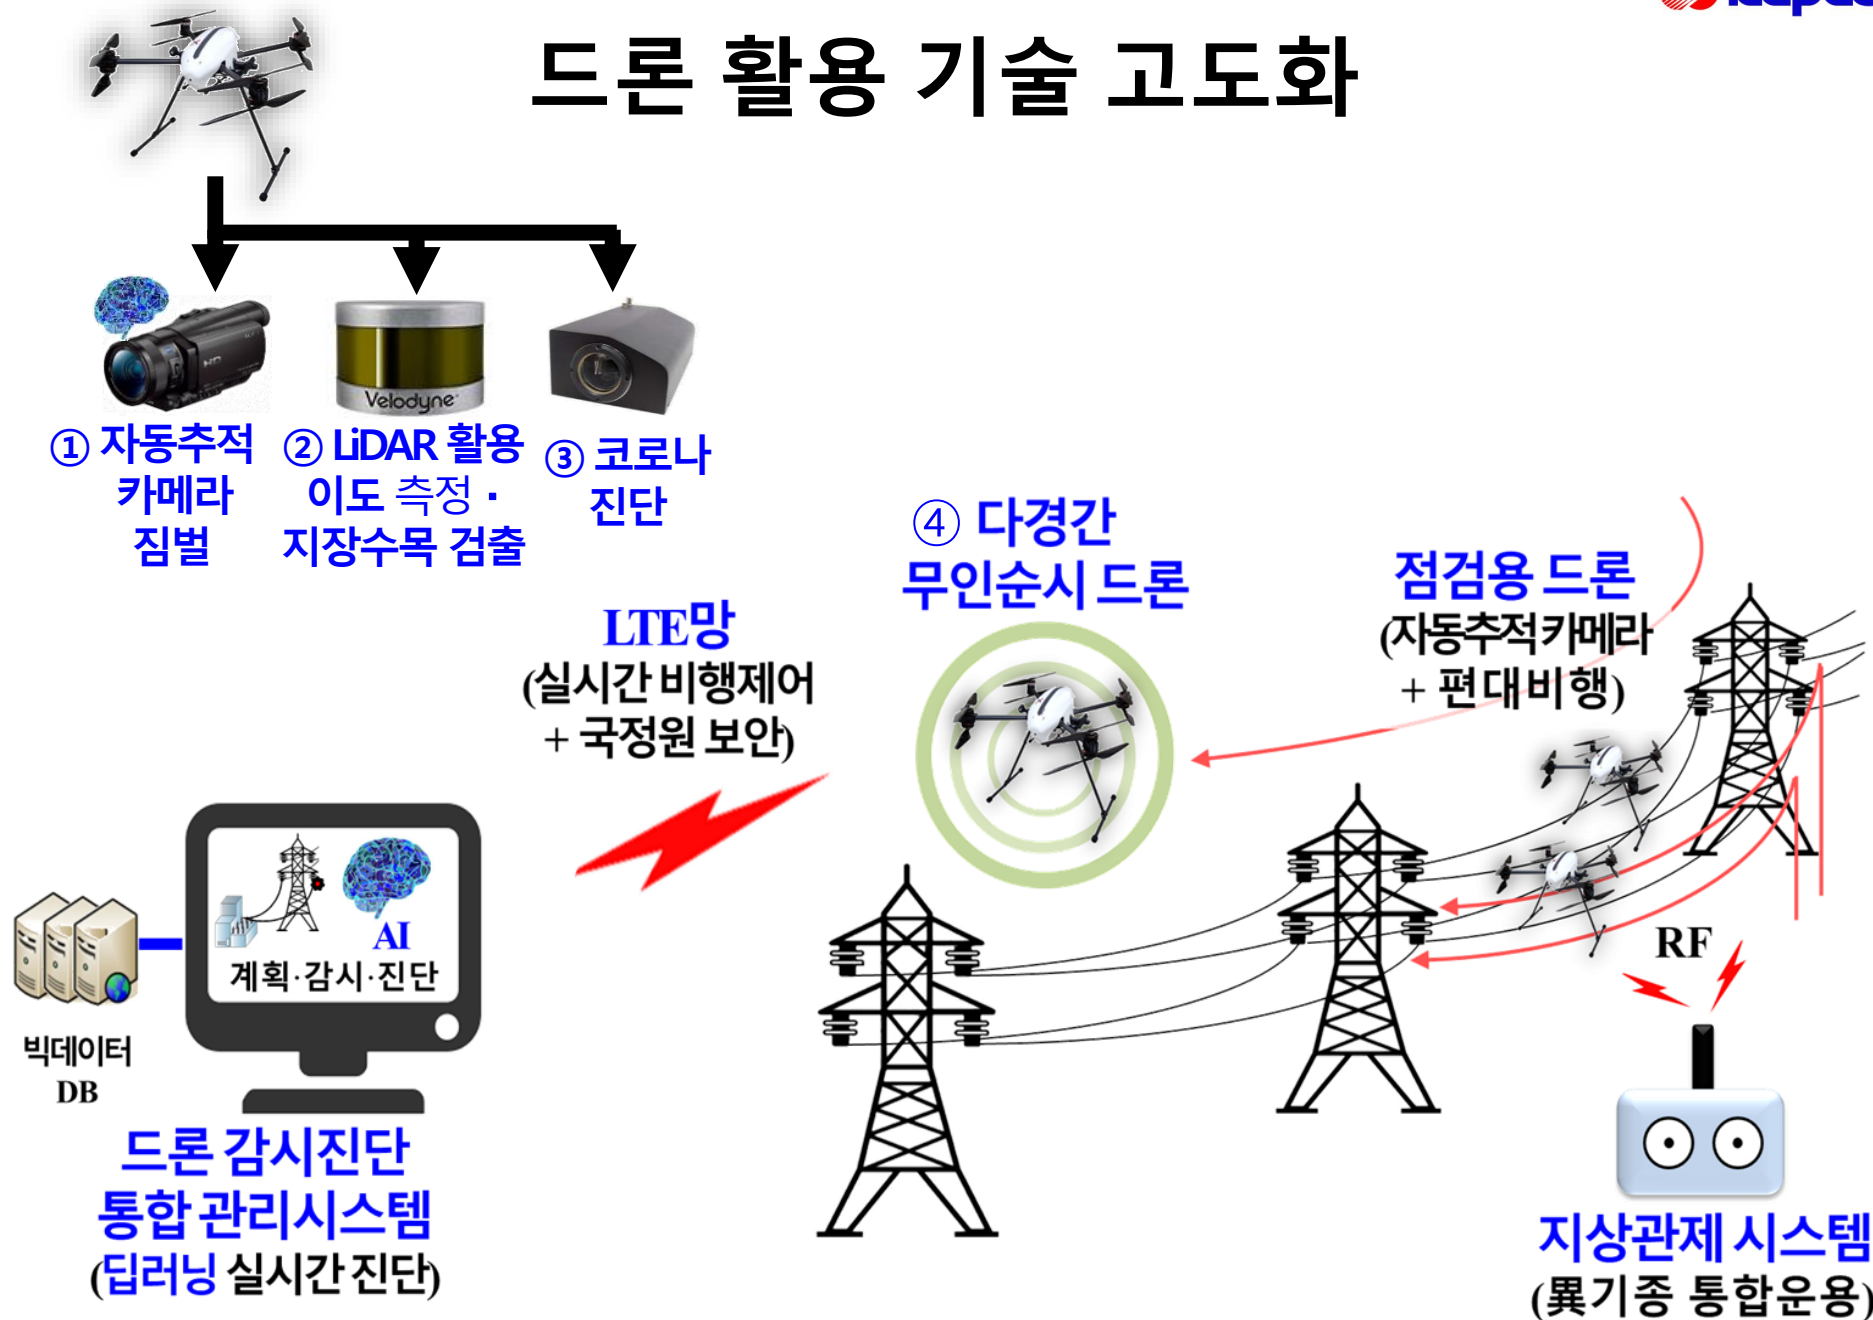 드론 활용 기술 고도화
Velodyne
① 자동추적
카메라
짐벌
② LiDAR 활용
이도 측정 ·
지장수목 검출
③ 코로나
진단
④ 다경간
무인순시 드론
점검용 드론
(자동추적 카메라
+ 편대비행)
LTE망
(실시간 비행제어
+ 국정원 보안)
AI
계획·감시·진단
빅데이터
DB
드론 감시진단
통합 관리시스템
(딥러닝 실시간 진단)
RF
지상관제 시스템
(異기종 통합운용)